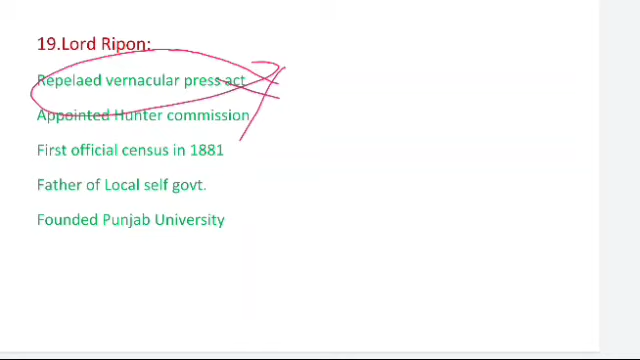 19.Lord Ripon:
Repelaed vernacular press act
Appointed Hunter commission
First official census in 1881
Father of Local self govt.
Founded Punjab University